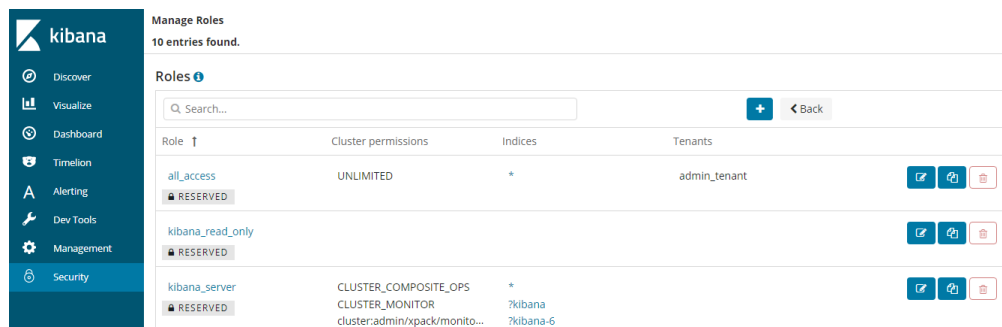 kibana
Discover
Visualize
Dashboard
Timelion
Alerting
Dev Tools
Management
Security
Manage Roles
10 entries found.
Roles
Search...
Back
Role Cluster permissions Indices Tenants
all_access UNLIMITED * admin_tenant
RESERVED
kibana_read_only
RESERVED
kibana_server CLUSTER_COMPOSITE_OPS *
RESERVED CLUSTER_MONITOR ?kibana
cluster:admin/xpack/monito... ?kibana-6